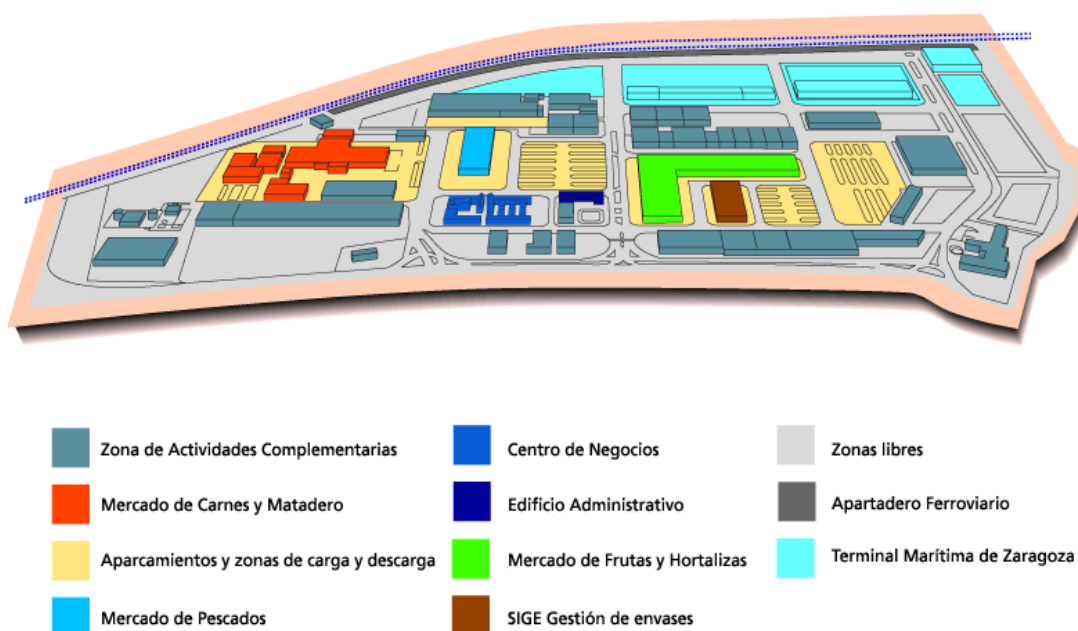 Zona de Actividades Complementarias
Mercado de Carnes y Matadero
Aparcamientos y zonas de carga y descarga
Mercado de Pescados
Centro de Negocios
Edificio Administrativo
Mercado de Frutas y Hortalizas
SIGE Gestión de envases
Zonas libres
Apartadero Ferroviario
Terminal Marítima de Zaragoza